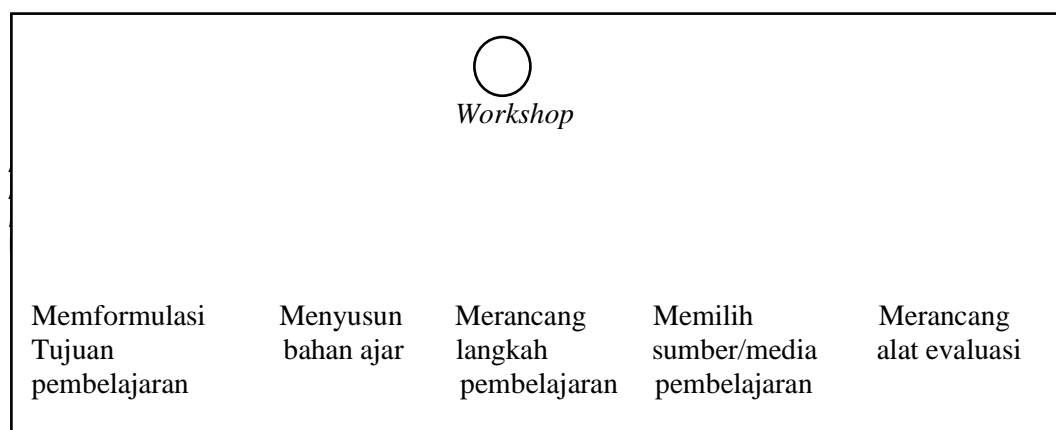 Workshop
Memformulasi Menyusun Merancang Memilih Merancang
Tujuan bahan ajar langkah sumber/media alat evaluasi
pembelajaran pembelajaran pembelajaran